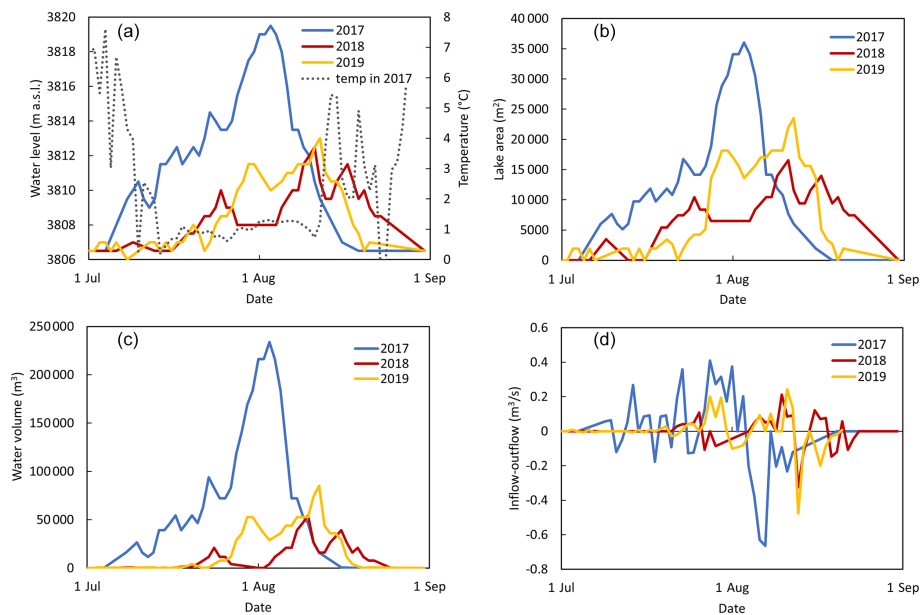 (a)
2017
2018
2019
temp in 2017
3820
3818
3816
3814
3812
3810
3808
3806
Water level (m a.s.l.)
8
7
6
5
4
3
2
1
0
Temperature (°C)
1 Jul
1 Aug
1 Sep
Date
(b)
2017
2018
2019
40 000
35 000
30 000
25 000
20 000
15 000
10 000
5000
0
Lake area (m²)
1 Jul
1 Aug
1 Sep
Date
(c)
2017
2018
2019
250 000
200 000
150 000
100 000
50 000
0
Water volume (m³)
1 Jul
1 Aug
1 Sep
Date
(d)
2017
2018
2019
0.6
0.4
0.2
0
-0.2
-0.4
-0.6
-0.8
Inflow-outflow (m³/s)
1 Jul
1 Aug
1 Sep
Date